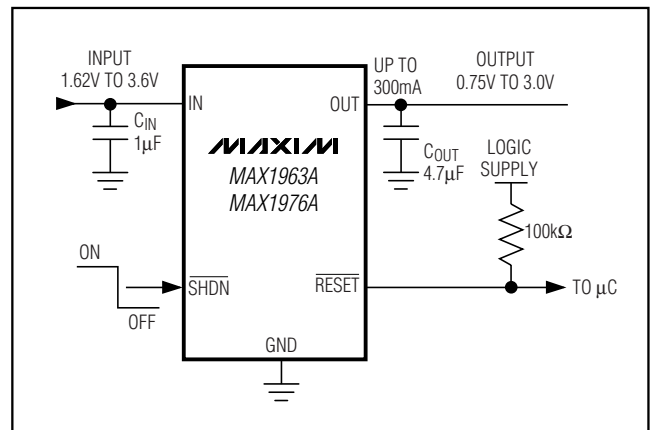 INPUT
1.62V TO 3.6V
IN
CIN
1µF
MAXIM
MAX1963A
MAX1976A
UP TO
300mA
OUT
OUTPUT
0.75V TO 3.0V
COUT
4.7µF
LOGIC
SUPPLY
100kΩ
ON
OFF
SHDN
RESET
TO µC
GND